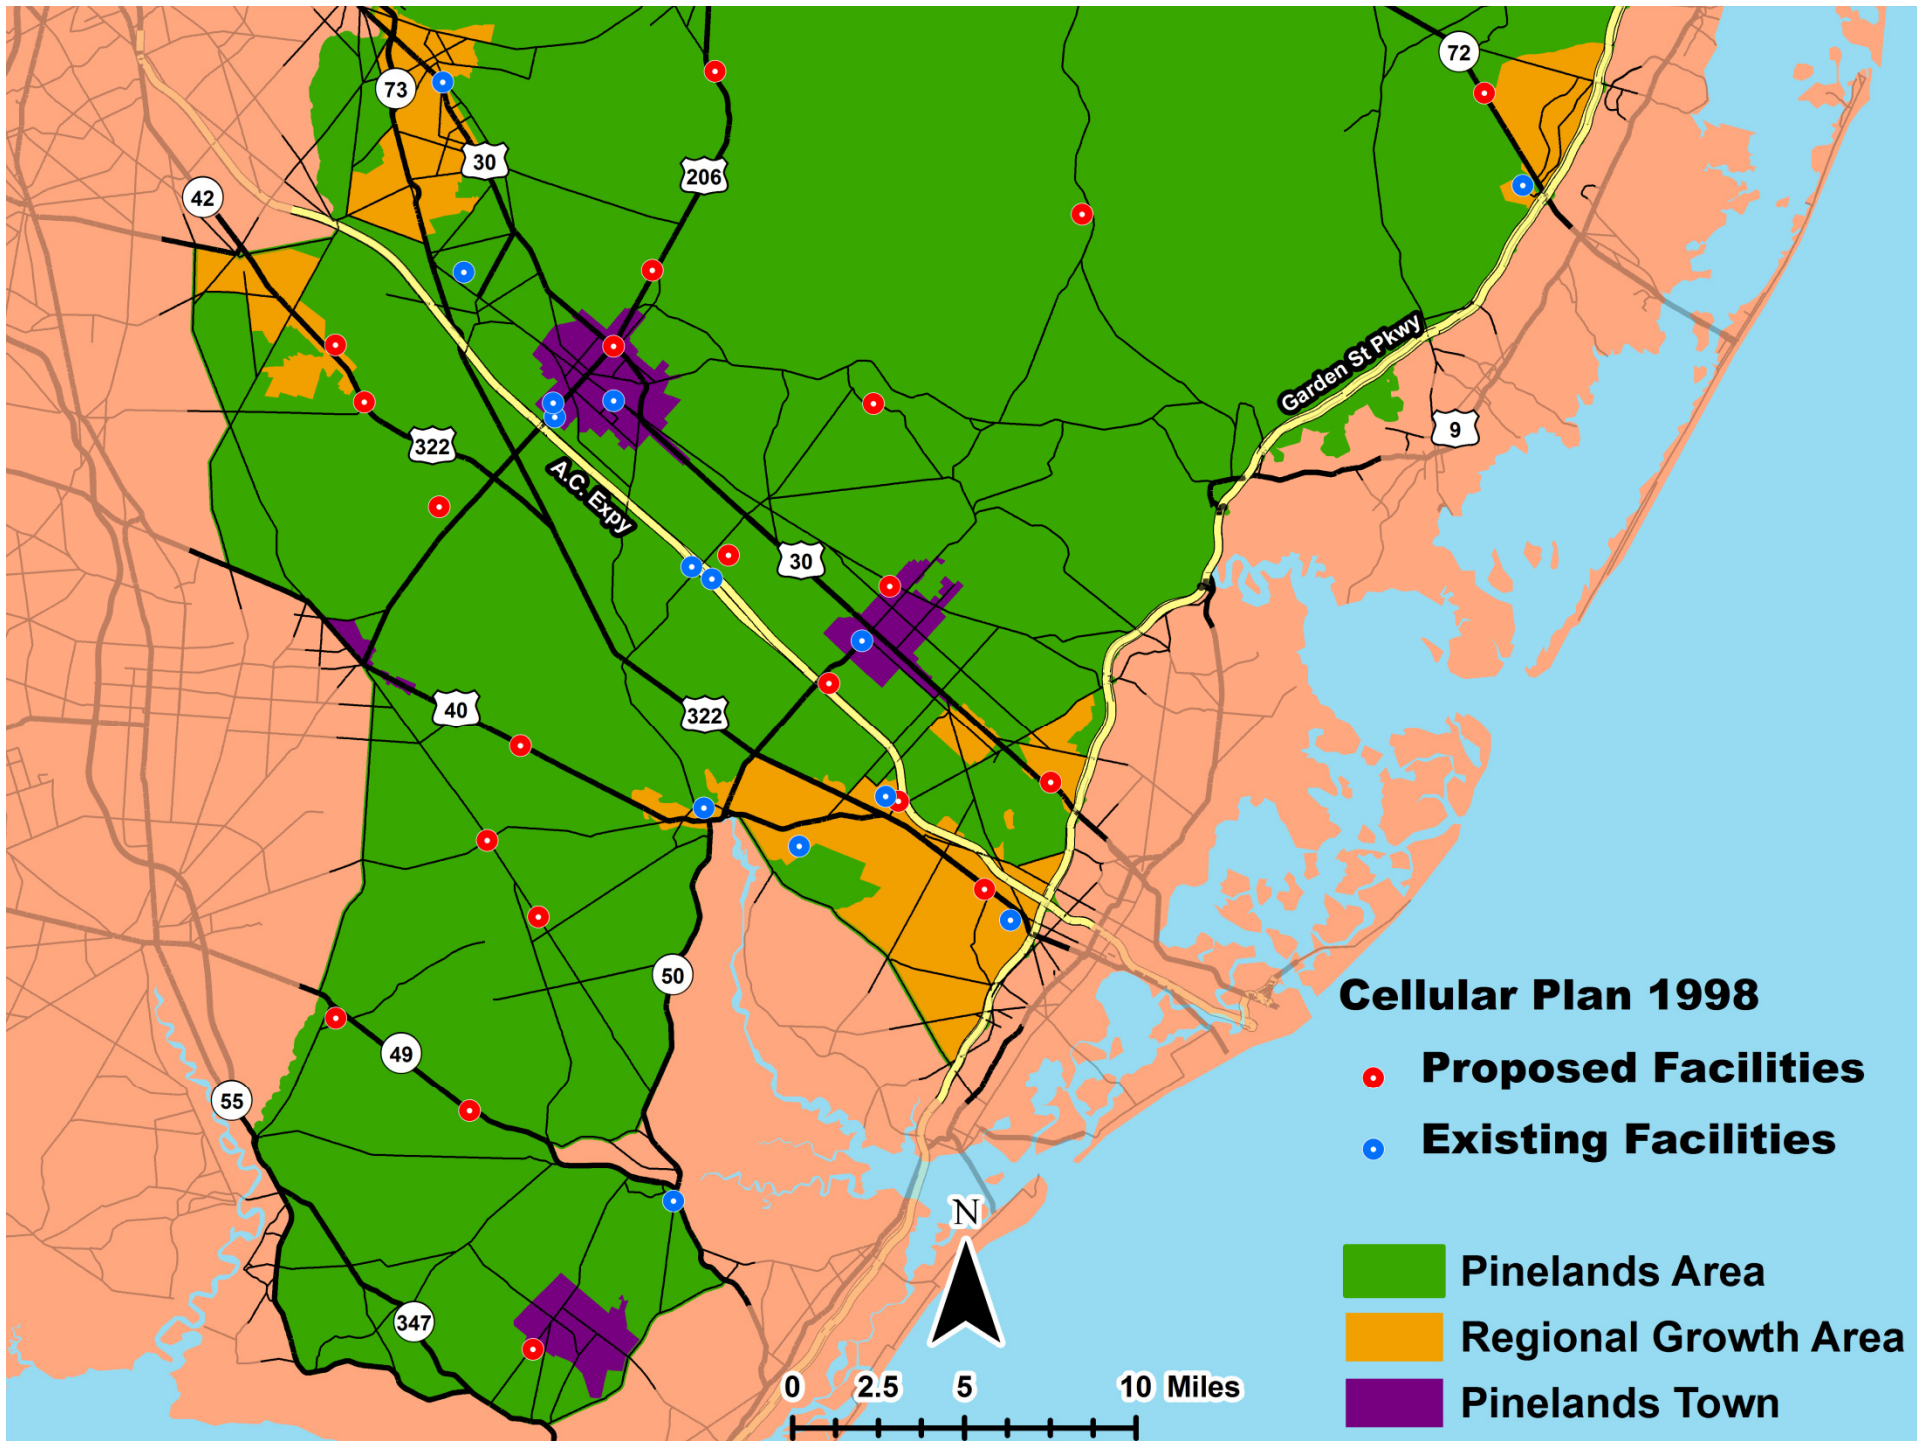 72
73
30
206
42
Garden St Pkwy
9
322
A.C. Expy
30
40
322
50
Cellular Plan 1998
49
Proposed Facilities
55
Existing Facilities
N
Pinelands Area
347
Regional Growth Area
0 2.5 5 10 Miles
Pinelands Town